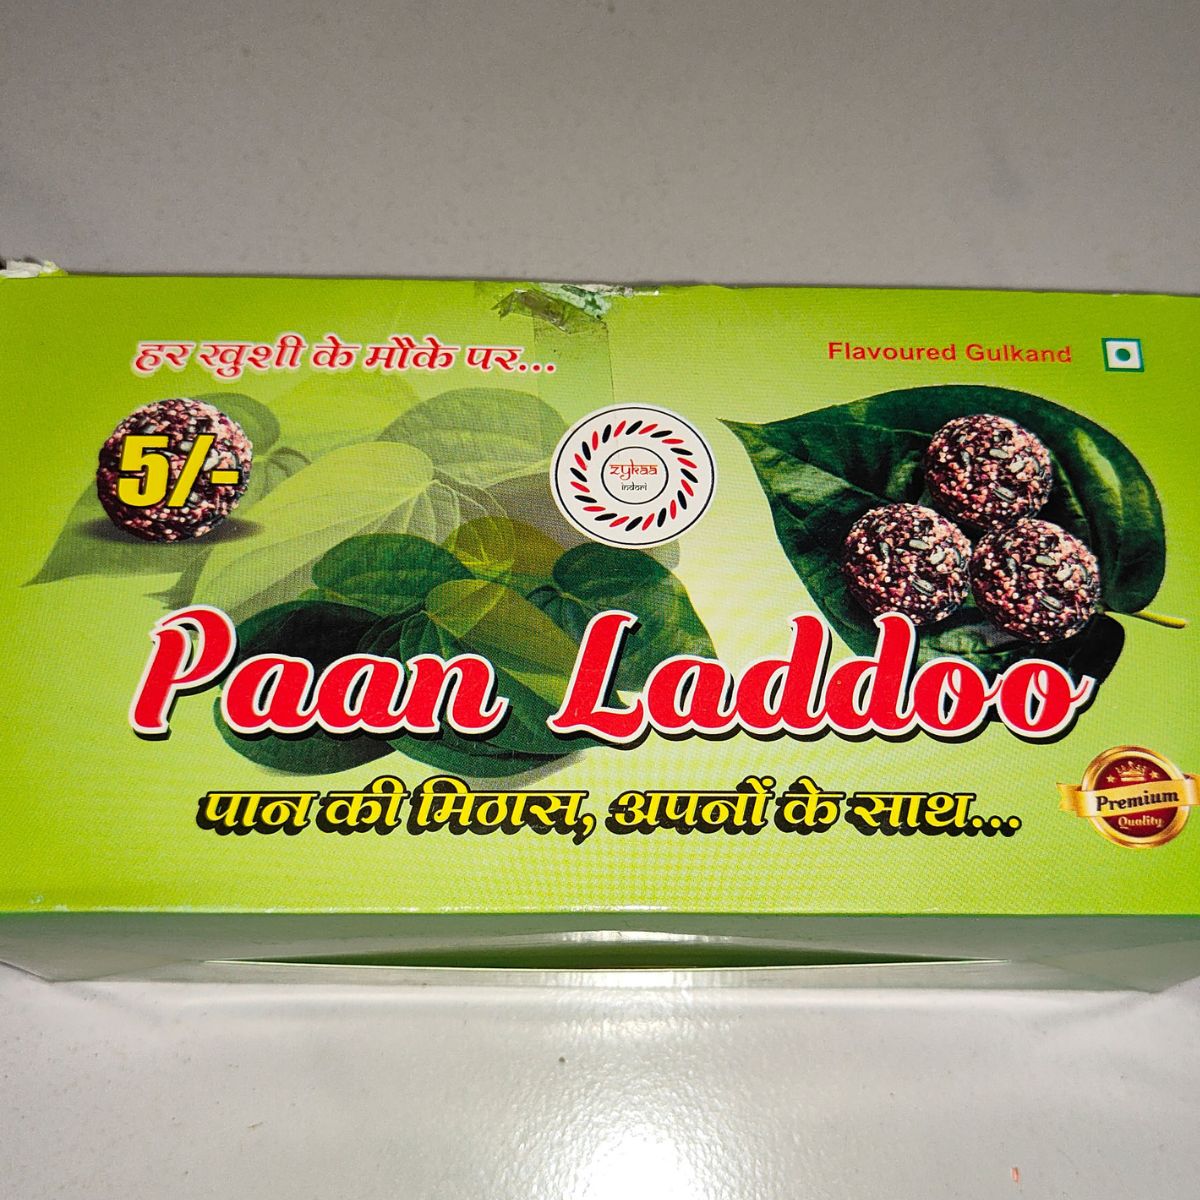 हर खुशी के मौके पर...
Flavoured Gulkand
5/-
zykaa
indori
Paan Laddoo
पान की मिठास, अपनों के साथ...
Premium
Quality